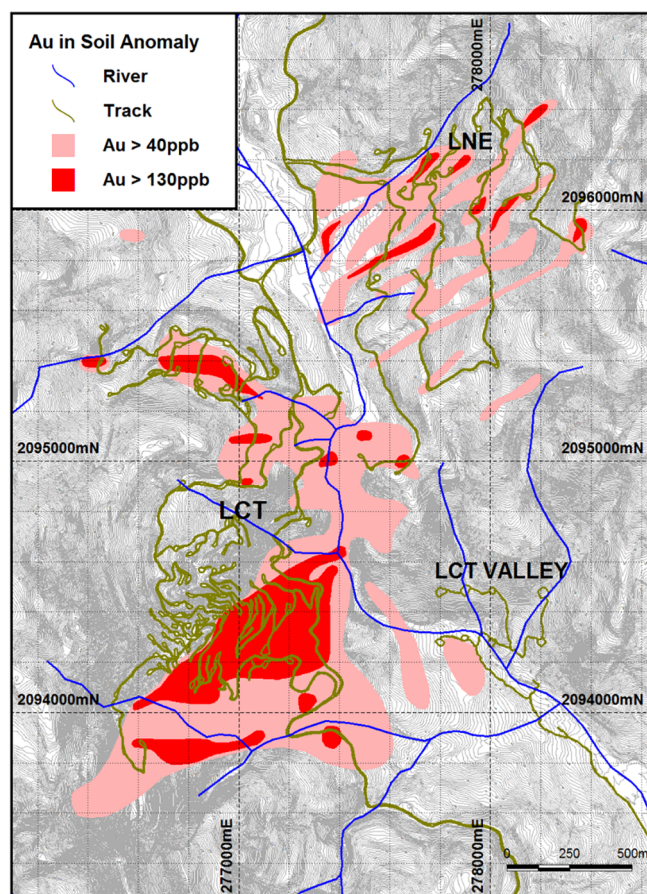 Au in Soil Anomaly
River
Track
Au > 40ppb
Au > 130ppb
278000mE
LNE
2096000mN
2096000mN
2095000mN
2095000mN
LCT
LCT VALLEY
2094000mN
2094000mN
277000mE
278000mE
0 250 500m